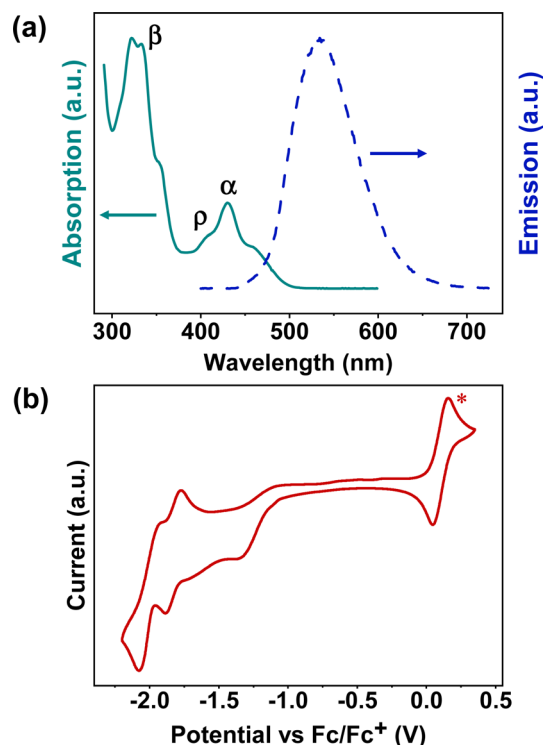 (a)
β
ρ
α
Absorption (a.u.)
Emission (a.u.)
300 400 500 600 700
Wavelength (nm)
(b)
*
Current (a.u.)
-2.0 -1.5 -1.0 -0.5 0.0 0.5
Potential vs Fc/Fc⁺ (V)